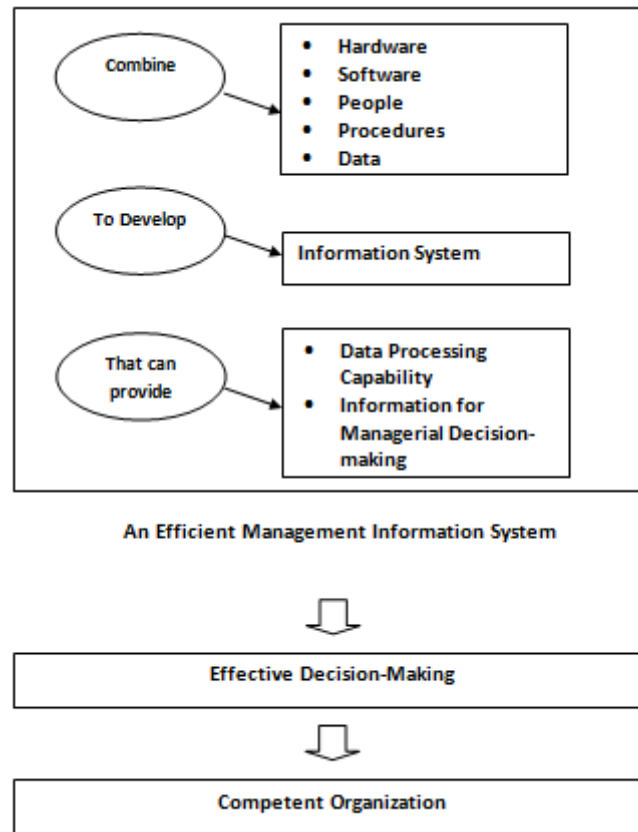 Combine
• Hardware
• Software
• People
• Procedures
• Data
To Develop
Information System
That can
provide
• Data Processing
Capability
• Information for
Managerial Decision-
making
An Efficient Management Information System
Effective Decision-Making
Competent Organization